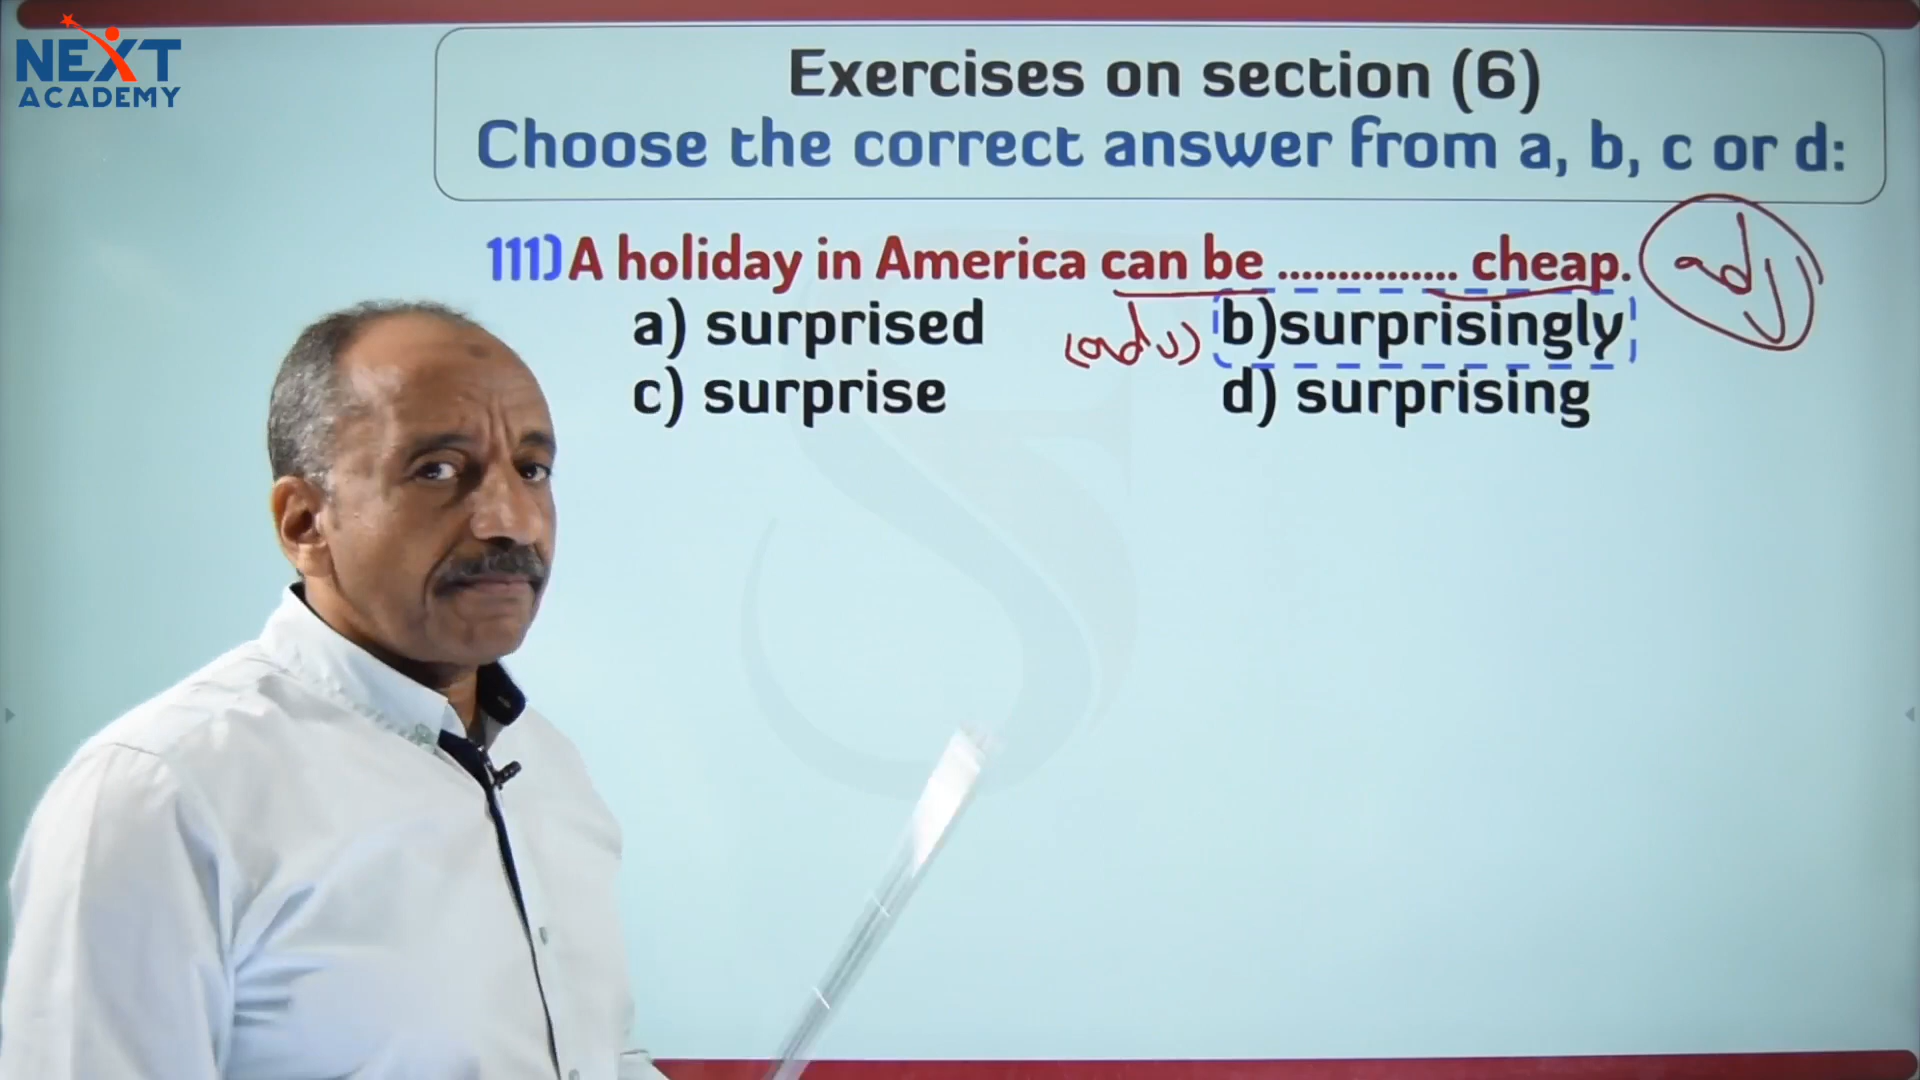 NEXT
ACADEMY
Exercises on section (6)
Choose the correct answer from a, b, c or d:
111) A holiday in America can be ............... cheap.
adj
a) surprised
(adv)
b)surprisingly
c) surprise
d) surprising